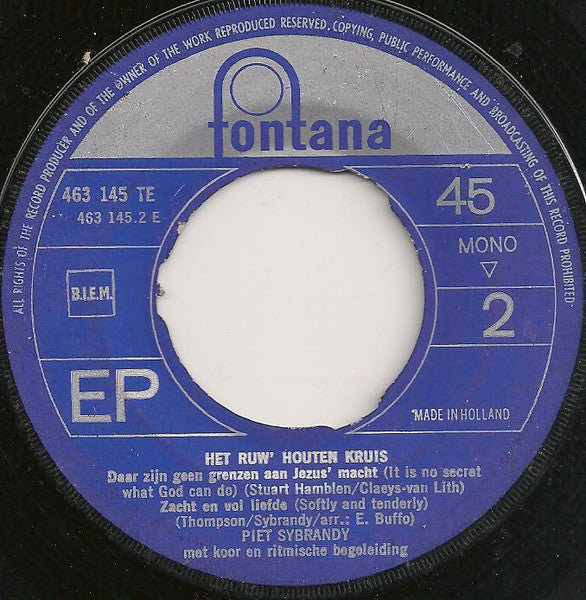 ALL RIGHTS OF THE RECORD PRODUCER AND OF THE OWNER OF THE WORK REPRODUCED RESERVED. COPYING, PUBLIC PERFORMANCE AND BROADCASTING OF THIS RECORD PROHIBITED
fontana
463 145 TE
463 145.2 E
45
MONO
B.I.E.M.
2
EP
MADE IN HOLLAND
HET RUW' HOUTEN KRUIS
Daar zijn geen grenzen aan Jezus' macht (It is no secret
what God can do) (Stuart Hamblen/Claeys-van Lith)
Zacht en vol liefde (Softly and tenderly)
(Thompson/Sybrandy/arr.: E. Buffo)
PIET SYBRANDY
met koor en ritmische begeleiding